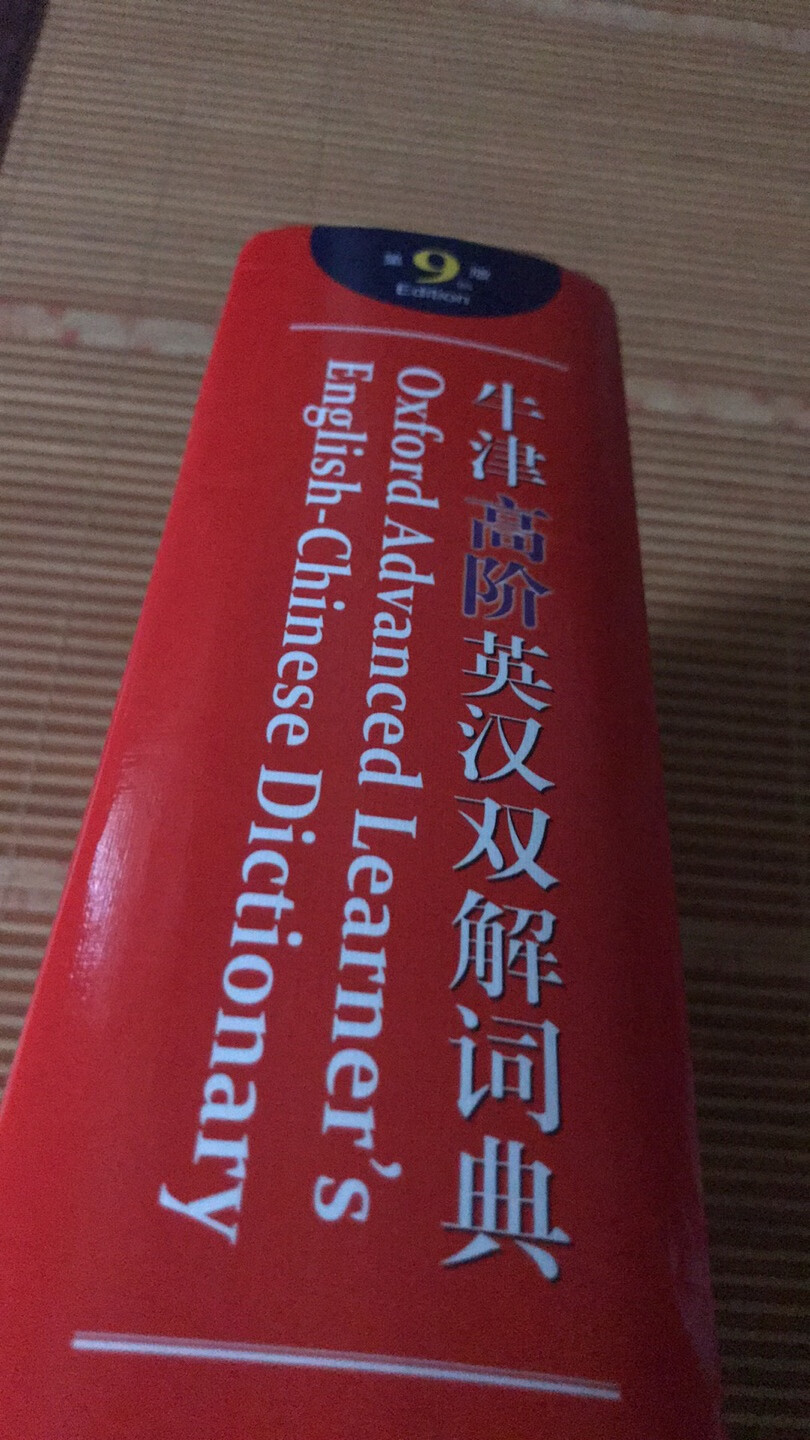 第9版
Edition
牛津高阶英汉双解词典
Oxford Advanced Learner's
English-Chinese Dictionary